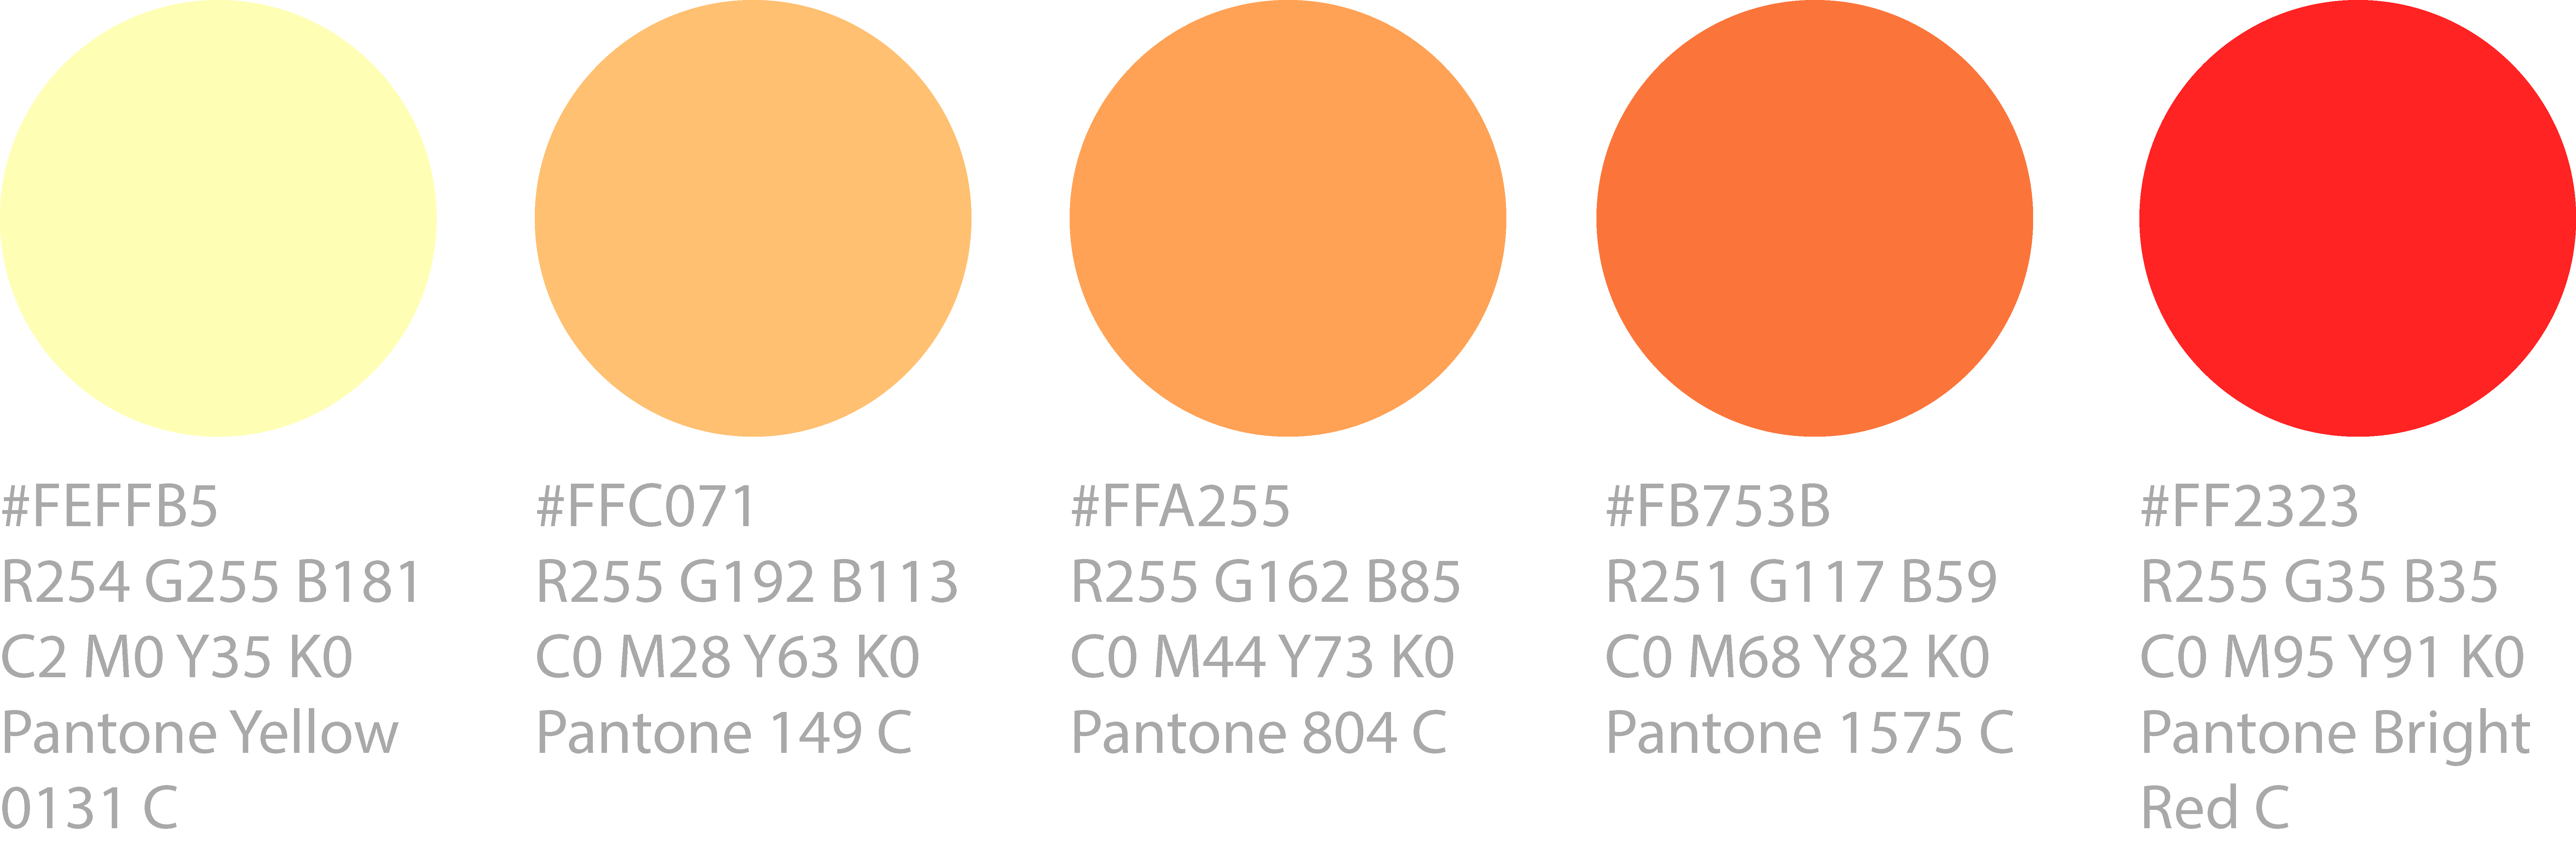 #FEFFB5
R254 G255 B181
C2 M0 Y35 K0
Pantone Yellow
0131 C
#FFC071
R255 G192 B113
C0 M28 Y63 K0
Pantone 149 C
#FFA255
R255 G162 B85
C0 M44 Y73 K0
Pantone 804 C
#FB753B
R251 G117 B59
C0 M68 Y82 K0
Pantone 1575 C
#FF2323
R255 G35 B35
C0 M95 Y91 K0
Pantone Bright
Red C